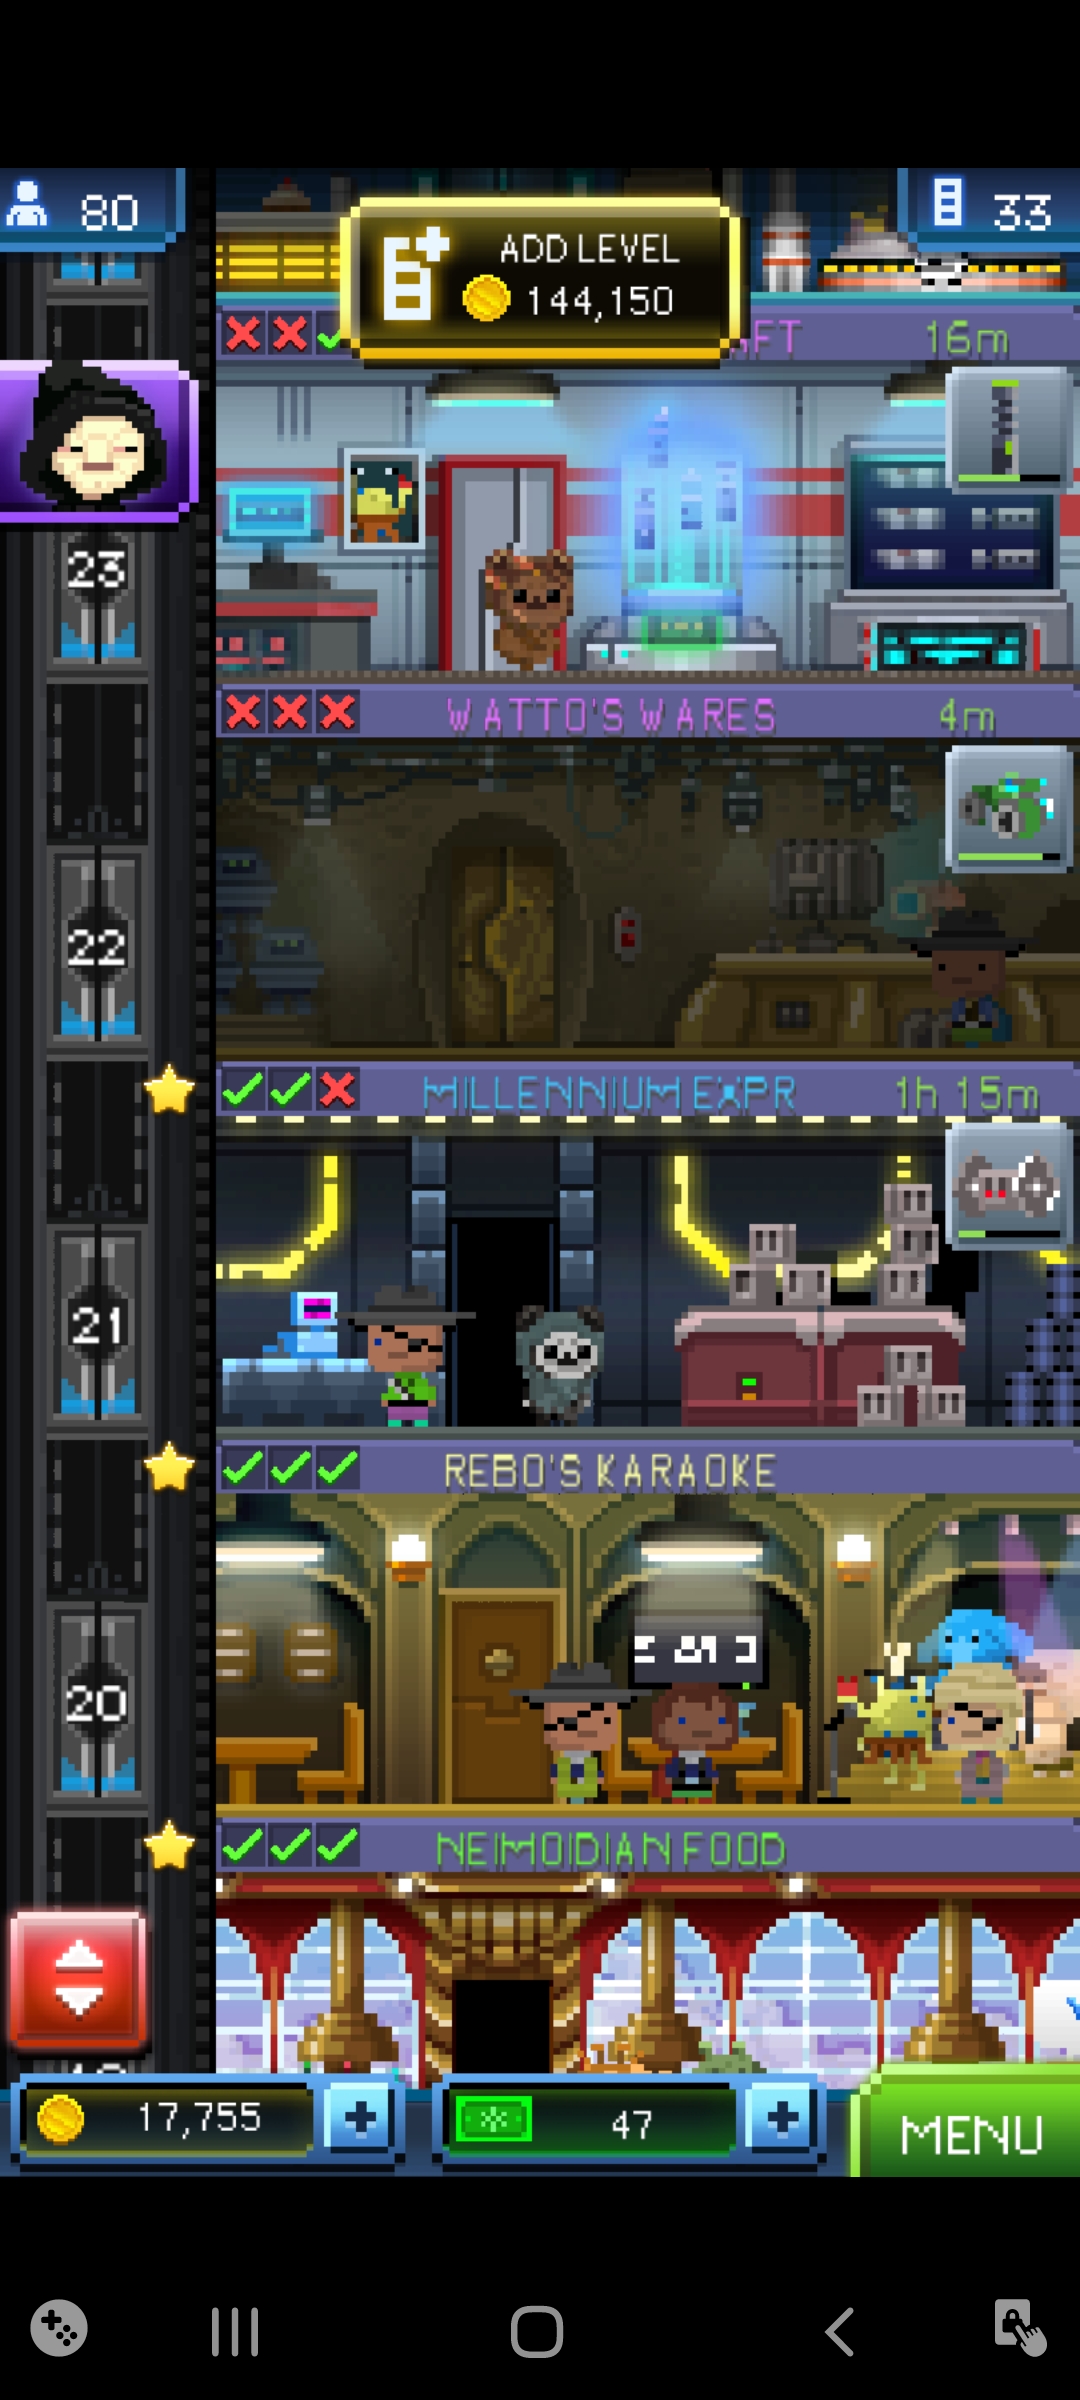 80
ADD LEVEL
144,150
33
16m
23
WATTO'S WARES
4m
22
MILLENNIUM EXPR
1h 15m
21
REBO'S KARAOKE
20
NEIMOIDIAN FOOD
17,755
47
MENU